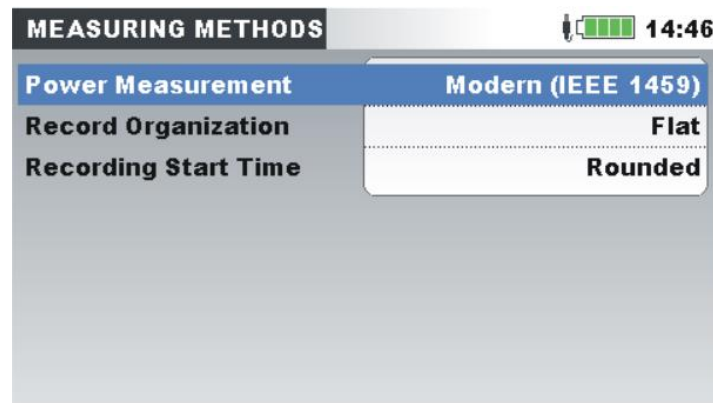 MEASURING METHODS 14:46
Power Measurement Modern (IEEE 1459)
Record Organization Flat
Recording Start Time Rounded